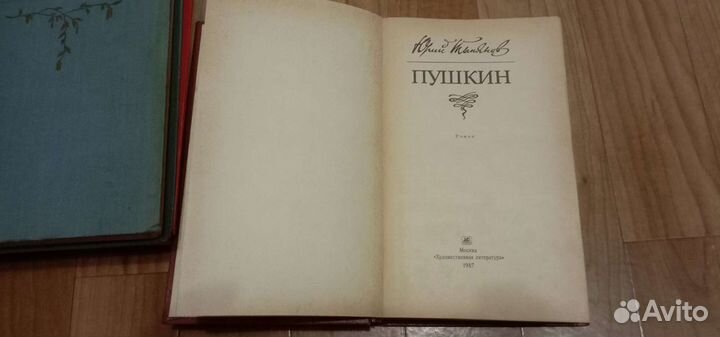 Юрий Тынянов
ПУШКИН
Роман
Москва
«Художественная литература»
1987
Avito